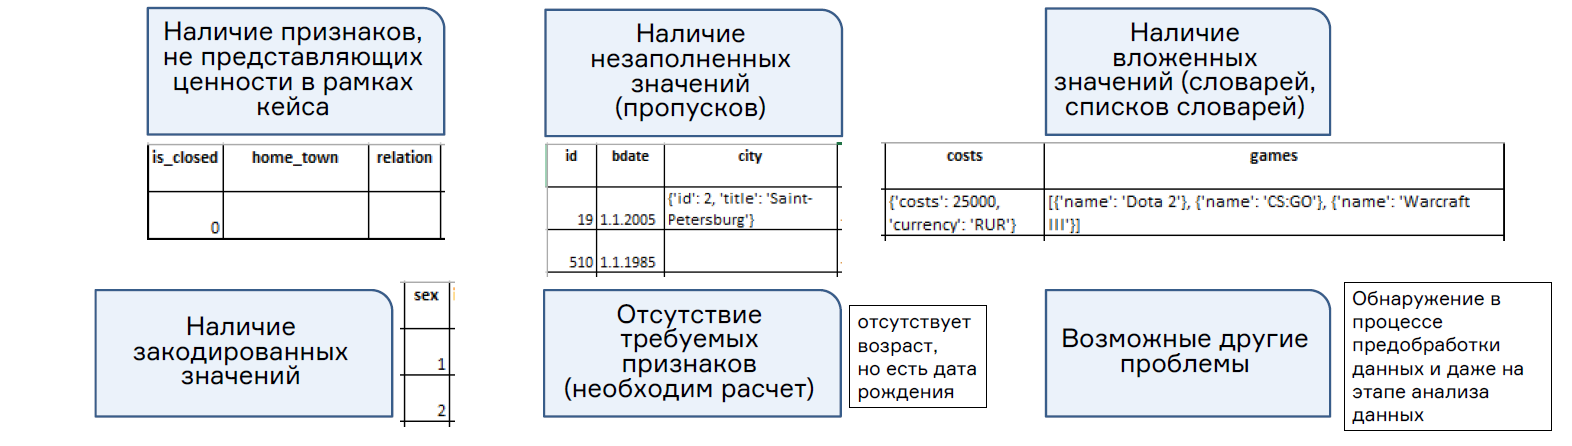 Наличие признаков,
не представляющих
ценности в рамках
кейса
is_closed home_town relation
0
Наличие
незаполненных
значений
(пропусков)
id bdate city
{'id': 2, 'title': 'Saint-
19 1.1.2005 Petersburg'}
510 1.1.1985
Наличие
вложенных
значений (словарей,
списков словарей)
costs games
{'costs': 25000, [{'name': 'Dota 2'}, {'name': 'CS:GO'}, {'name': 'Warcraft
'currency': 'RUR'} III'}]
Наличие
закодированных
значений
sex
1
2
Отсутствие
требуемых
признаков
(необходим расчет)
отсутствует
возраст,
но есть дата
рождения
Возможные другие
проблемы
Обнаружение в
процессе
предобработки
данных и даже на
этапе анализа
данных